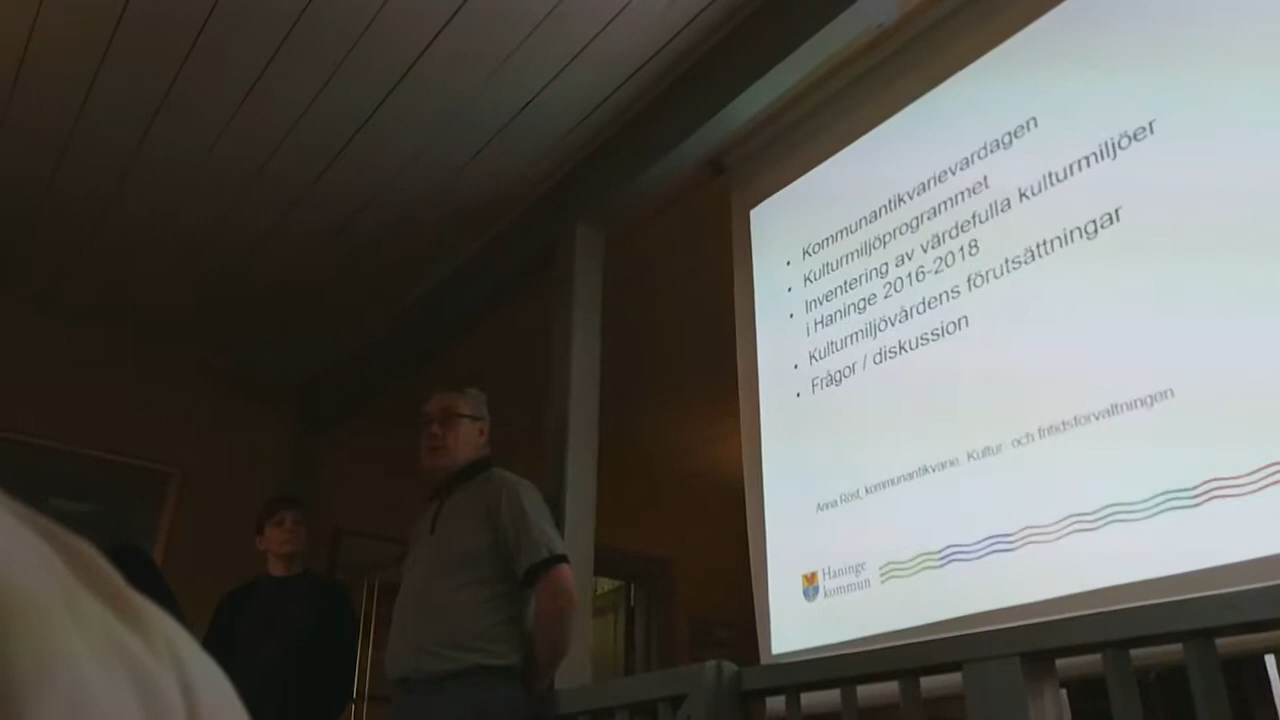 • Kommunantikvarievardagen
• Kulturmiljöprogrammet
• Inventering av värdefulla kulturmiljöer
i Haninge 2016-2018
• Kulturmiljövårdens förutsättningar
• Frågor / diskussion
Anna Röst, kommunantikvarie, Kultur- och fritidsförvaltningen
Haninge
kommun